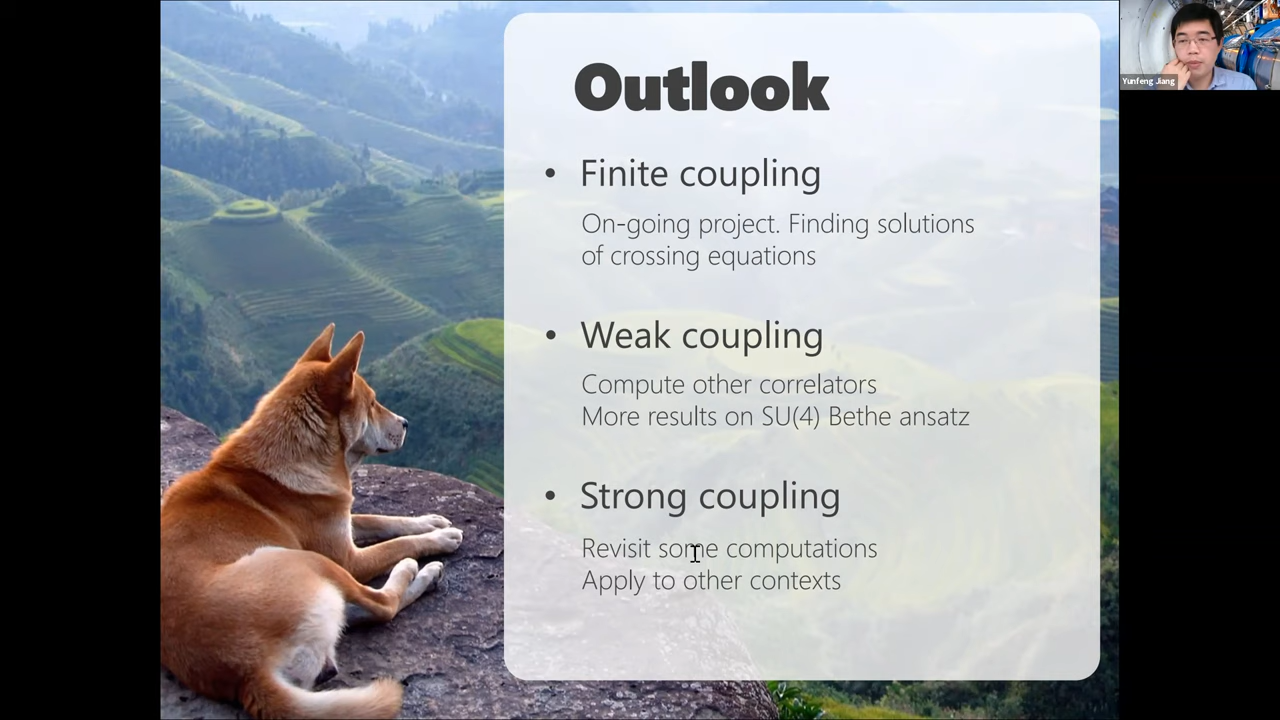 Outlook
• Finite coupling
On-going project. Finding solutions
of crossing equations
• Weak coupling
Compute other correlators
More results on SU(4) Bethe ansatz
• Strong coupling
Revisit some computations
Apply to other contexts
Yunfeng Jiang